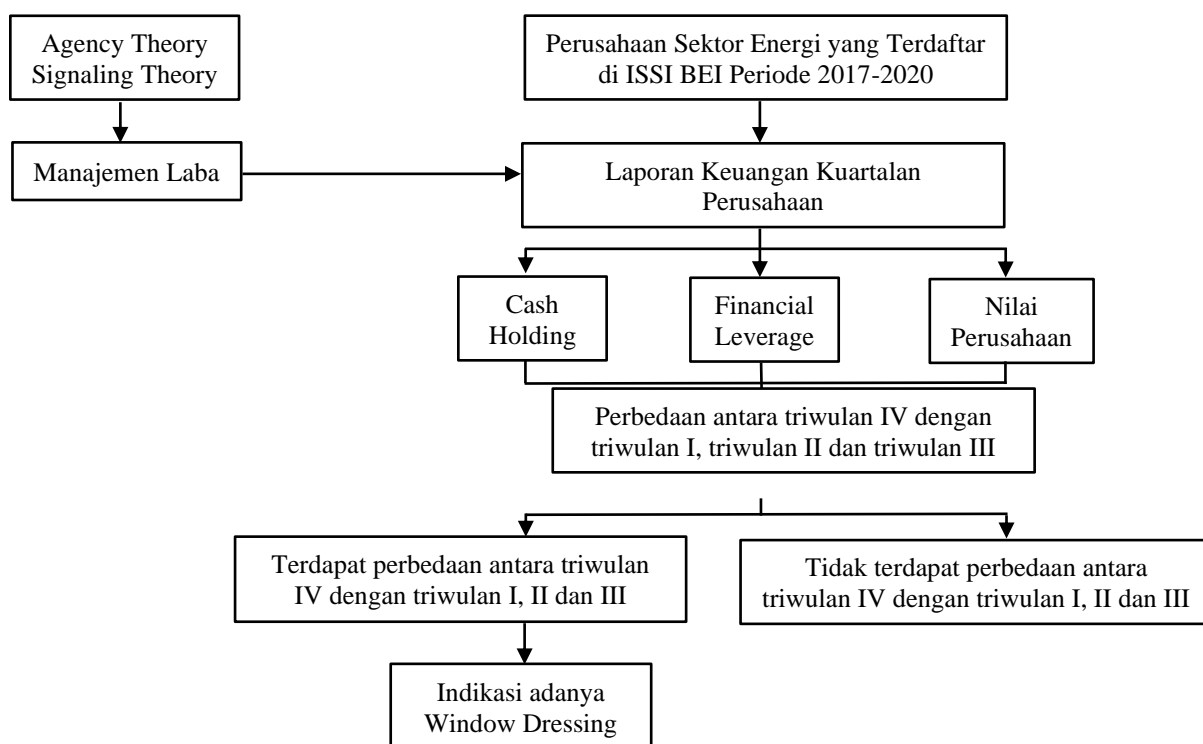 Agency Theory
Signaling Theory
Perusahaan Sektor Energi yang Terdaftar
di ISSI BEI Periode 2017-2020
Manajemen Laba
Laporan Keuangan Kuartalan
Perusahaan
Cash
Holding
Financial
Leverage
Nilai
Perusahaan
Perbedaan antara triwulan IV dengan
triwulan I, triwulan II dan triwulan III
Terdapat perbedaan antara triwulan
IV dengan triwulan I, II dan III
Tidak terdapat perbedaan antara
triwulan IV dengan triwulan I, II dan III
Indikasi adanya
Window Dressing